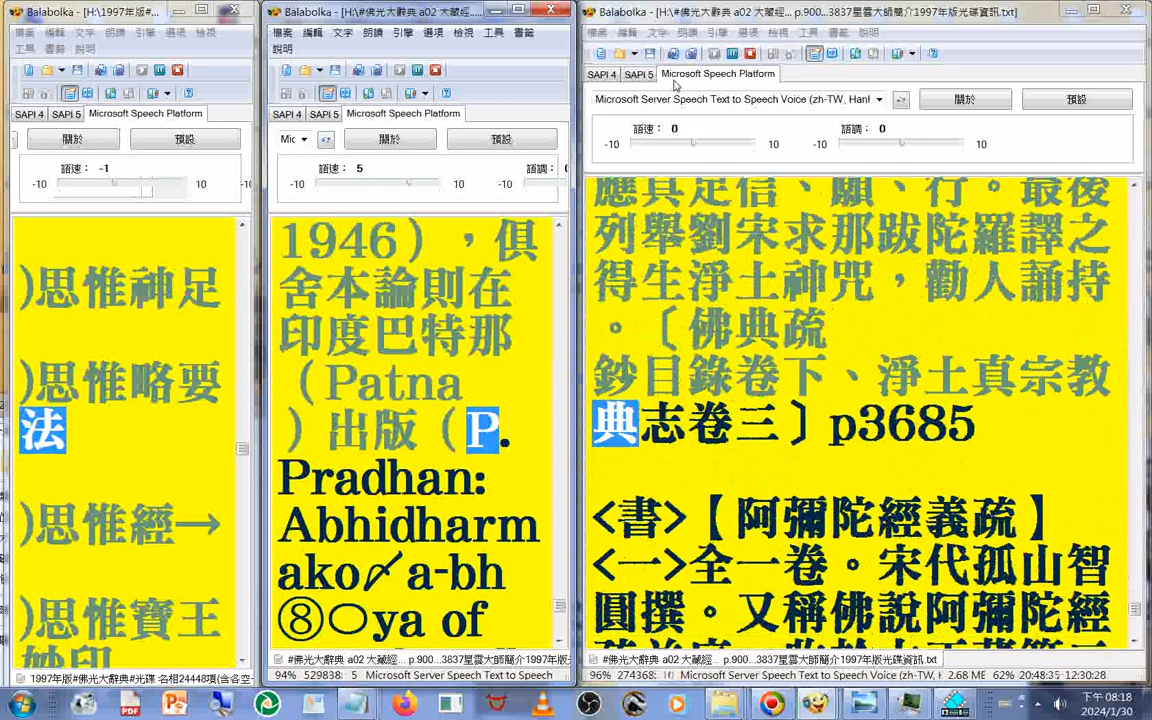 Balabolka - [H:\1997年版#...
檔案 編輯 文字 朗讀 引擎 選項 檢視
工具 書籤 說明
SAPI 4 SAPI 5 Microsoft Speech Platform
關於 預設
語速： -1
-10 10
)思惟神足
)思惟略要
法
)思惟經→
)思惟寶王
1997年版#佛光大辭典#光碟 名相24448項(含各空
Balabolka - [H:\#佛光大辭典 a02 大藏經...
檔案 編輯 文字 朗讀 引擎 選項 檢視 工具 書籤
說明
SAPI 4 SAPI 5 Microsoft Speech Platform
Mic 關於 預設
語速： 5 語調：
-10 10 -10
1946），俱
舍本論則在
印度巴特那
（Patna
）出版（P.
Pradhan:
Abhidharm
ako〆a-bh
⑧〇ya of
#佛光大辭典 a02 大藏經... p.900...3837星雲大師簡介1997年版光
94% 529838: Microsoft Server Speech Text to Speech
Balabolka - [H:\#佛光大辭典 a02 大藏經... p.900...3837星雲大師簡介1997年版光碟資訊.txt]
檔案 編輯 文字 朗讀 引擎 選項 檢視 工具 書籤 說明
SAPI 4 SAPI 5 Microsoft Speech Platform
Microsoft Server Speech Text to Speech Voice (zh-TW, Hanl 關於 預設
語速： 0 語調： 0
-10 10 -10 10
應具足信、願、行。最後
列舉劉宋求那跋陀羅譯之
得生淨土神咒，勸人誦持
。〔佛典疏
鈔目錄卷下、淨土真宗教
典志卷三〕p3685
<書>【阿彌陀經義疏】
<一>全一卷。宋代孤山智
圓撰。又稱佛說阿彌陀經
#佛光大辭典 a02 大藏經... p.900...3837星雲大師簡介1997年版光碟資訊.txt
96% 274368: Microsoft Server Speech Text to Speech Voice (zh-TW, 2.68 MB 62% 20:48:35 12:30:28
下午 08:18
2024/1/30